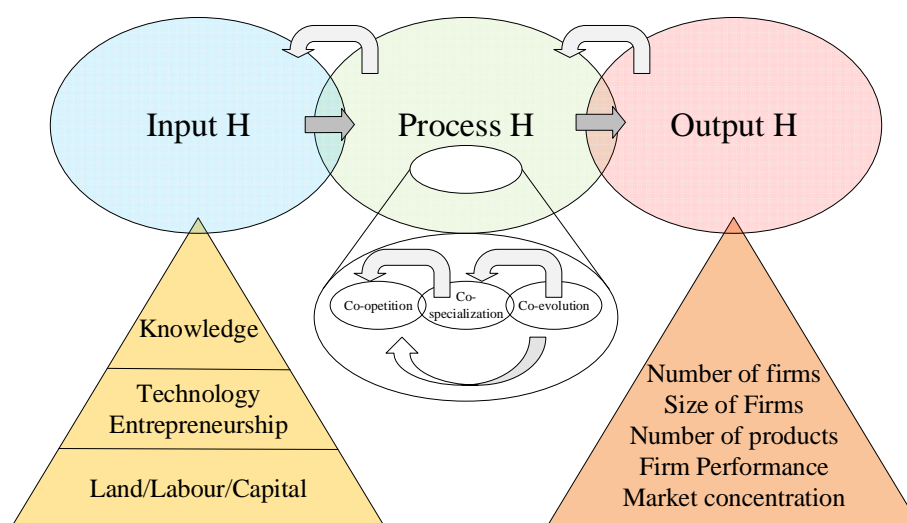 Input H
Process H
Output H
Co-opetition
Co-
specialization
Co-evolution
Knowledge
Technology
Entrepreneurship
Land/Labour/Capital
Number of firms
Size of Firms
Number of products
Firm Performance
Market concentration